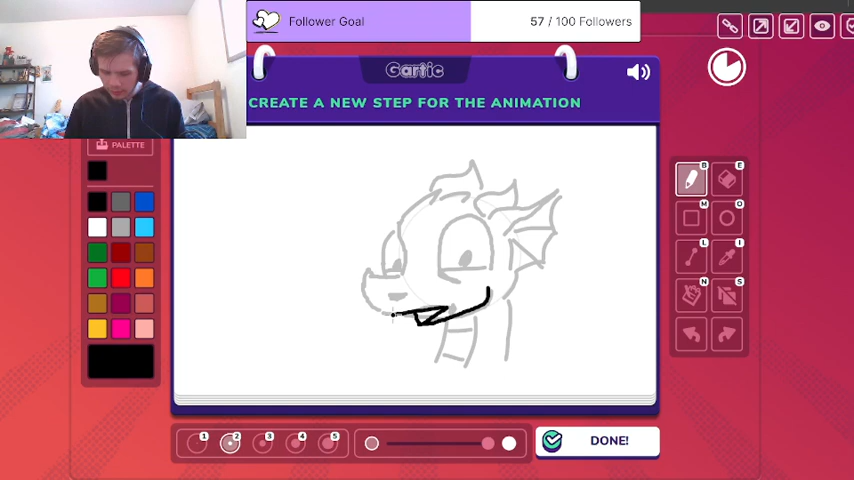 Follower Goal
57 / 100 Followers
Gartic
CREATE A NEW STEP FOR THE ANIMATION
PALETTE
B
E
M
O
L
I
N
S
1
2
3
4
5
DONE!